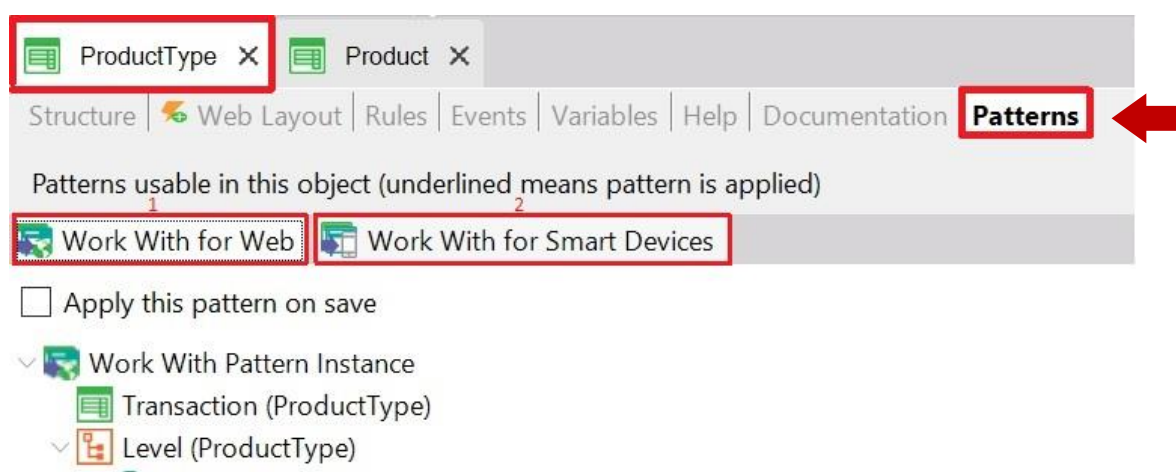 ProductType X Product X
Structure Web Layout Rules Events Variables Help Documentation Patterns
Patterns usable in this object (underlined means pattern is applied)
1 2
Work With for Web Work With for Smart Devices
Apply this pattern on save
Work With Pattern Instance
Transaction (ProductType)
Level (ProductType)